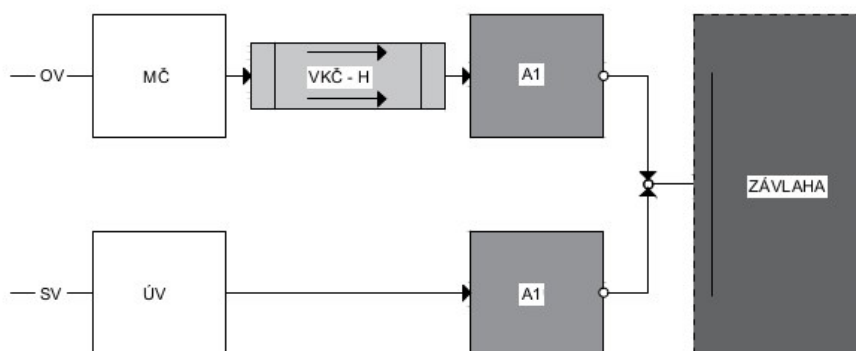 OV
MČ
VKČ - H
A1
ZÁVLAHA
SV
ÚV
A1